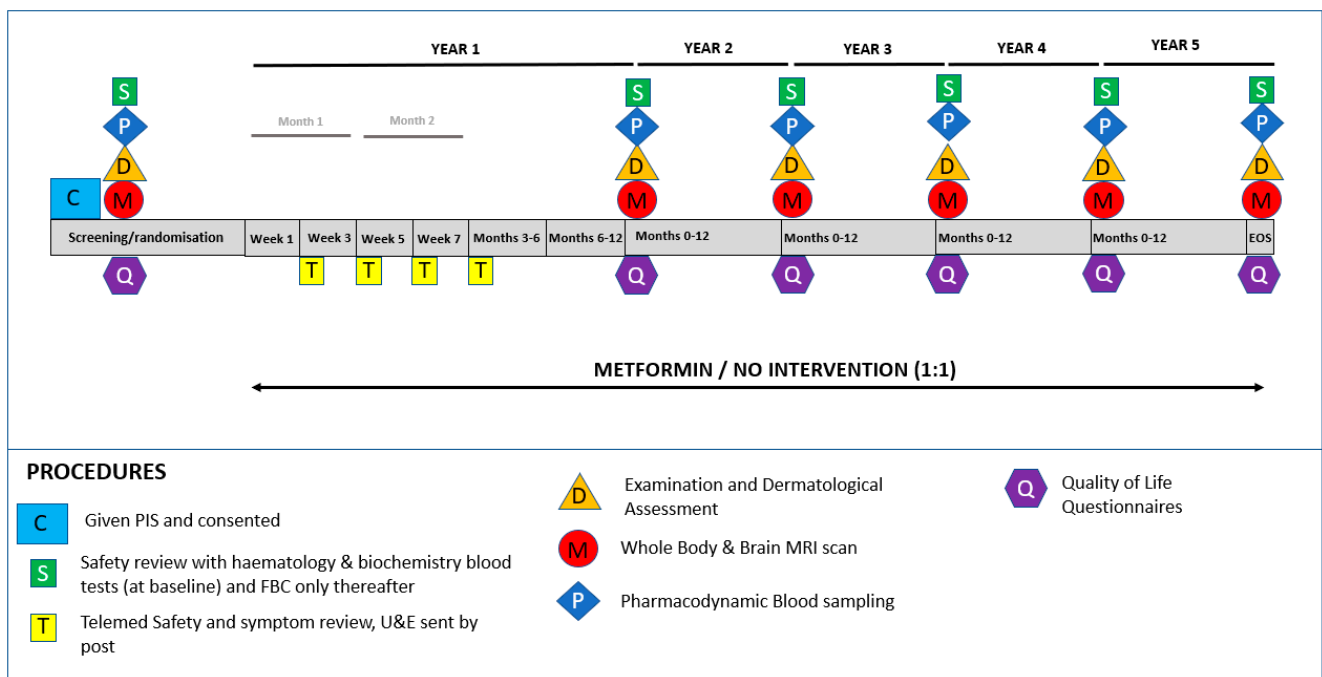 YEAR 1
YEAR 2
YEAR 3
YEAR 4
YEAR 5
S
S
S
S
S
S
P
P
P
P
P
P
Month 1
Month 2
D
D
D
D
D
D
C
M
M
M
M
M
M
Screening/randomisation
Week 1
Week 3
Week 5
Week 7
Months 3-6
Months 6-12
Months 0-12
Months 0-12
Months 0-12
Months 0-12
EOS
Q
T
T
T
T
Q
Q
Q
Q
Q
METFORMIN / NO INTERVENTION (1:1)
PROCEDURES
C
Given PIS and consented
S
Safety review with haematology & biochemistry blood
tests (at baseline) and FBC only thereafter
T
Telemed Safety and symptom review, U&E sent by
post
D
Examination and Dermatological
Assessment
M
Whole Body & Brain MRI scan
P
Pharmacodynamic Blood sampling
Q
Quality of Life
Questionnaires